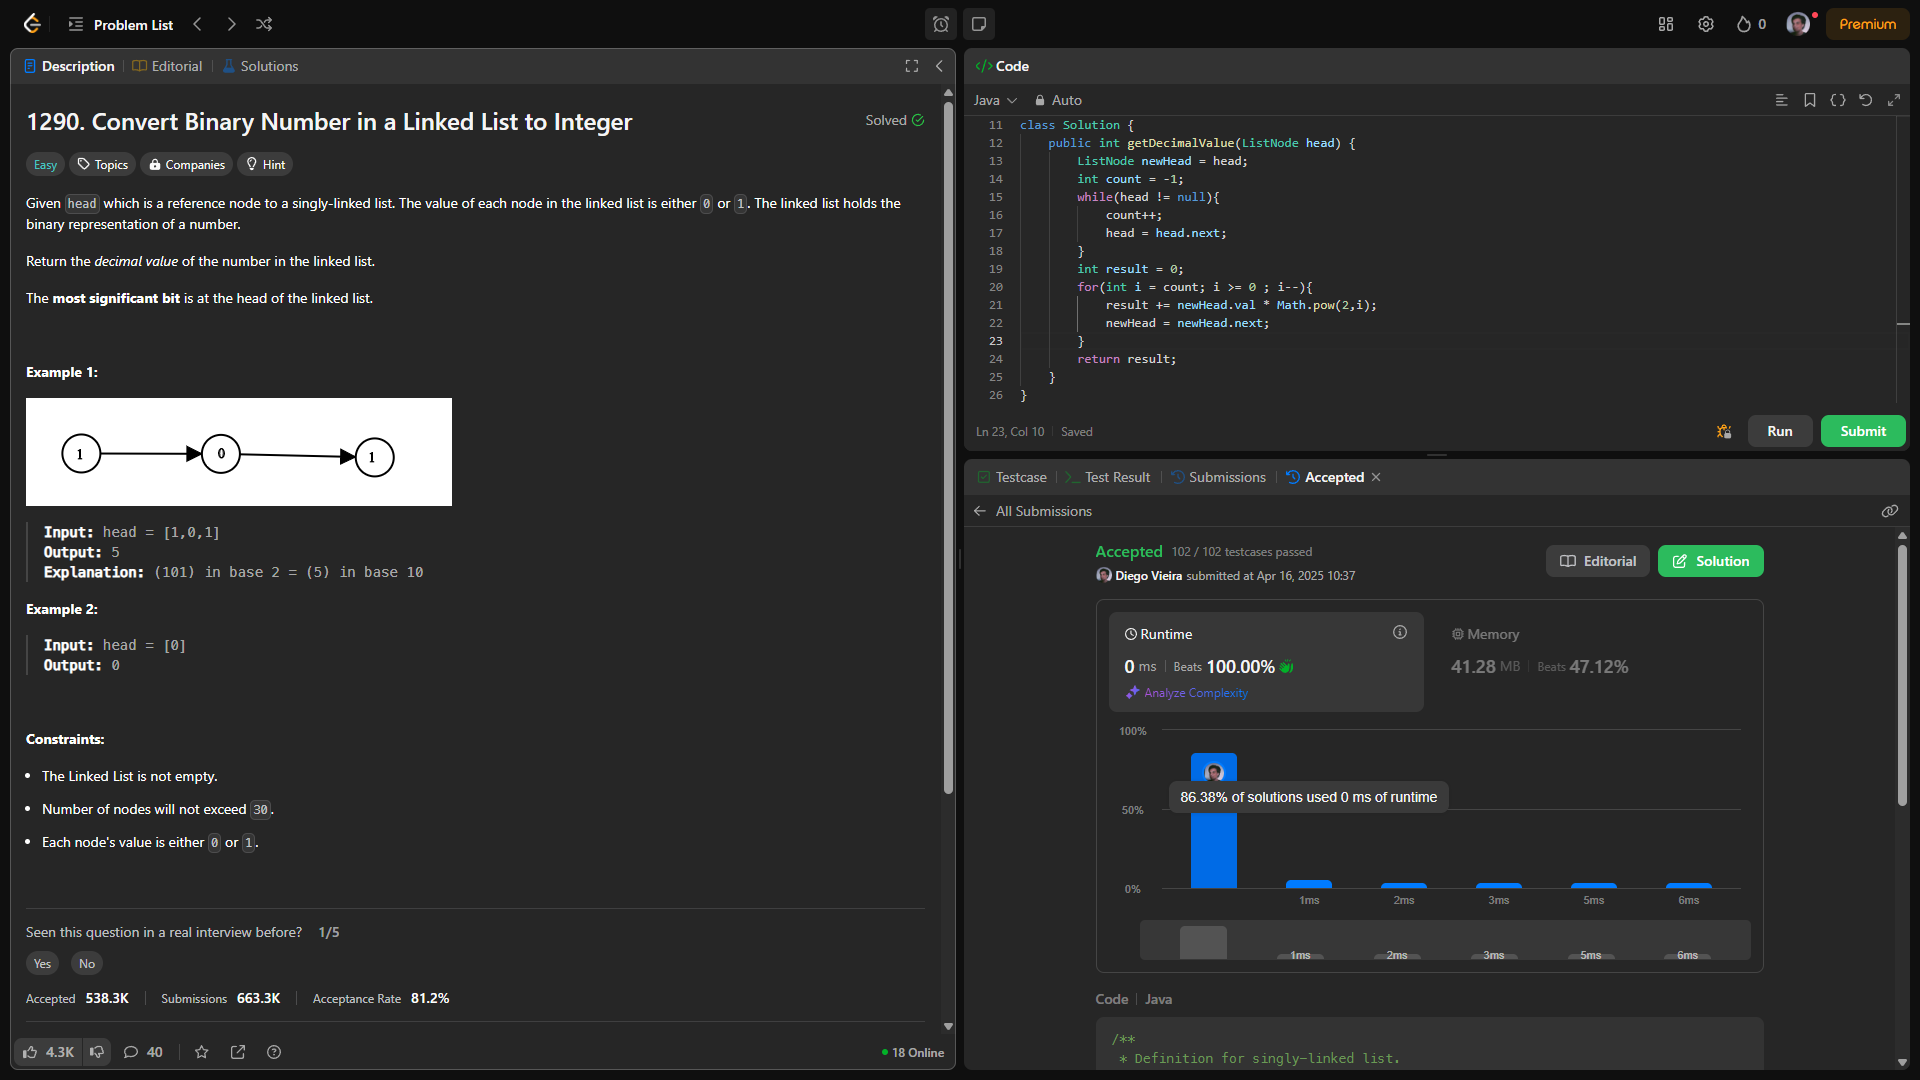 Problem List
0
Premium
Description
Editorial
Solutions
1290. Convert Binary Number in a Linked List to Integer
Solved
Easy
Topics
Companies
Hint
Given head which is a reference node to a singly-linked list. The value of each node in the linked list is either 0 or 1. The linked list holds the
binary representation of a number.
Return the decimal value of the number in the linked list.
The most significant bit is at the head of the linked list.
Example 1:
1
0
1
Input: head = [1,0,1]
Output: 5
Explanation: (101) in base 2 = (5) in base 10
Example 2:
Input: head = [0]
Output: 0
Constraints:
The Linked List is not empty.
Number of nodes will not exceed 30.
Each node's value is either 0 or 1.
Seen this question in a real interview before? 1/5
Yes
No
Accepted 538.3K
Submissions 663.3K
Acceptance Rate 81.2%
4.3K
40
18 Online
</> Code
Java
Auto
11 class Solution {
12 public int getDecimalValue(ListNode head) {
13 ListNode newHead = head;
14 int count = -1;
15 while(head != null){
16 count++;
17 head = head.next;
18 }
19 int result = 0;
20 for(int i = count; i >= 0 ; i--){
21 result += newHead.val * Math.pow(2,i);
22 newHead = newHead.next;
23 }
24 return result;
25 }
26 }
Ln 23, Col 10
Saved
Run
Submit
Testcase
Test Result
Submissions
Accepted
All Submissions
Accepted 102 / 102 testcases passed
Diego Vieira submitted at Apr 16, 2025 10:37
Editorial
Solution
Runtime
0 ms
Beats 100.00%
Analyze Complexity
Memory
41.28 MB
Beats 47.12%
100%
50%
0%
86.38% of solutions used 0 ms of runtime
1ms
2ms
3ms
5ms
6ms
1ms
2ms
3ms
5ms
6ms
Code
Java
/**
* Definition for singly-linked list.